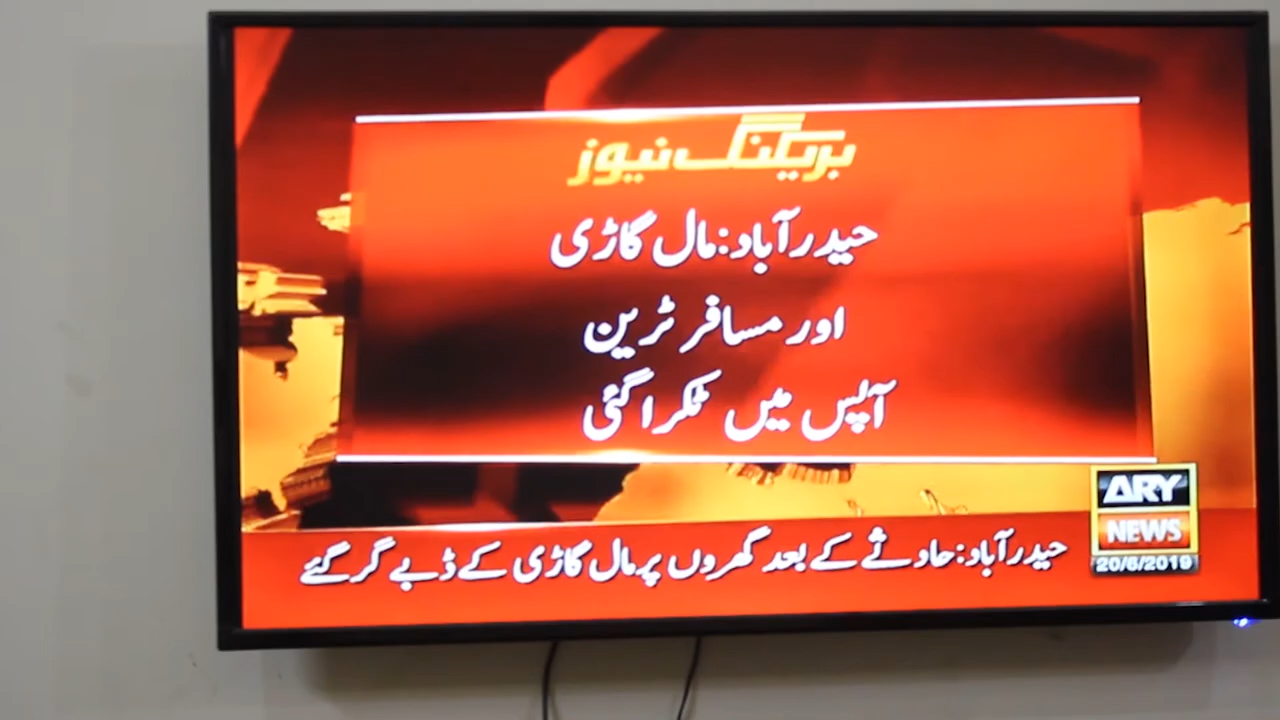 بریکنگ نیوز
حیدرآباد:مال گاڑی
اور مسافر ٹرین
آپس میں ٹکرا گئی
ARY
NEWS
20/6/2019
حیدرآباد:حادثے کے بعد گھروں پر مال گاڑی کے ڈبے گر گئے